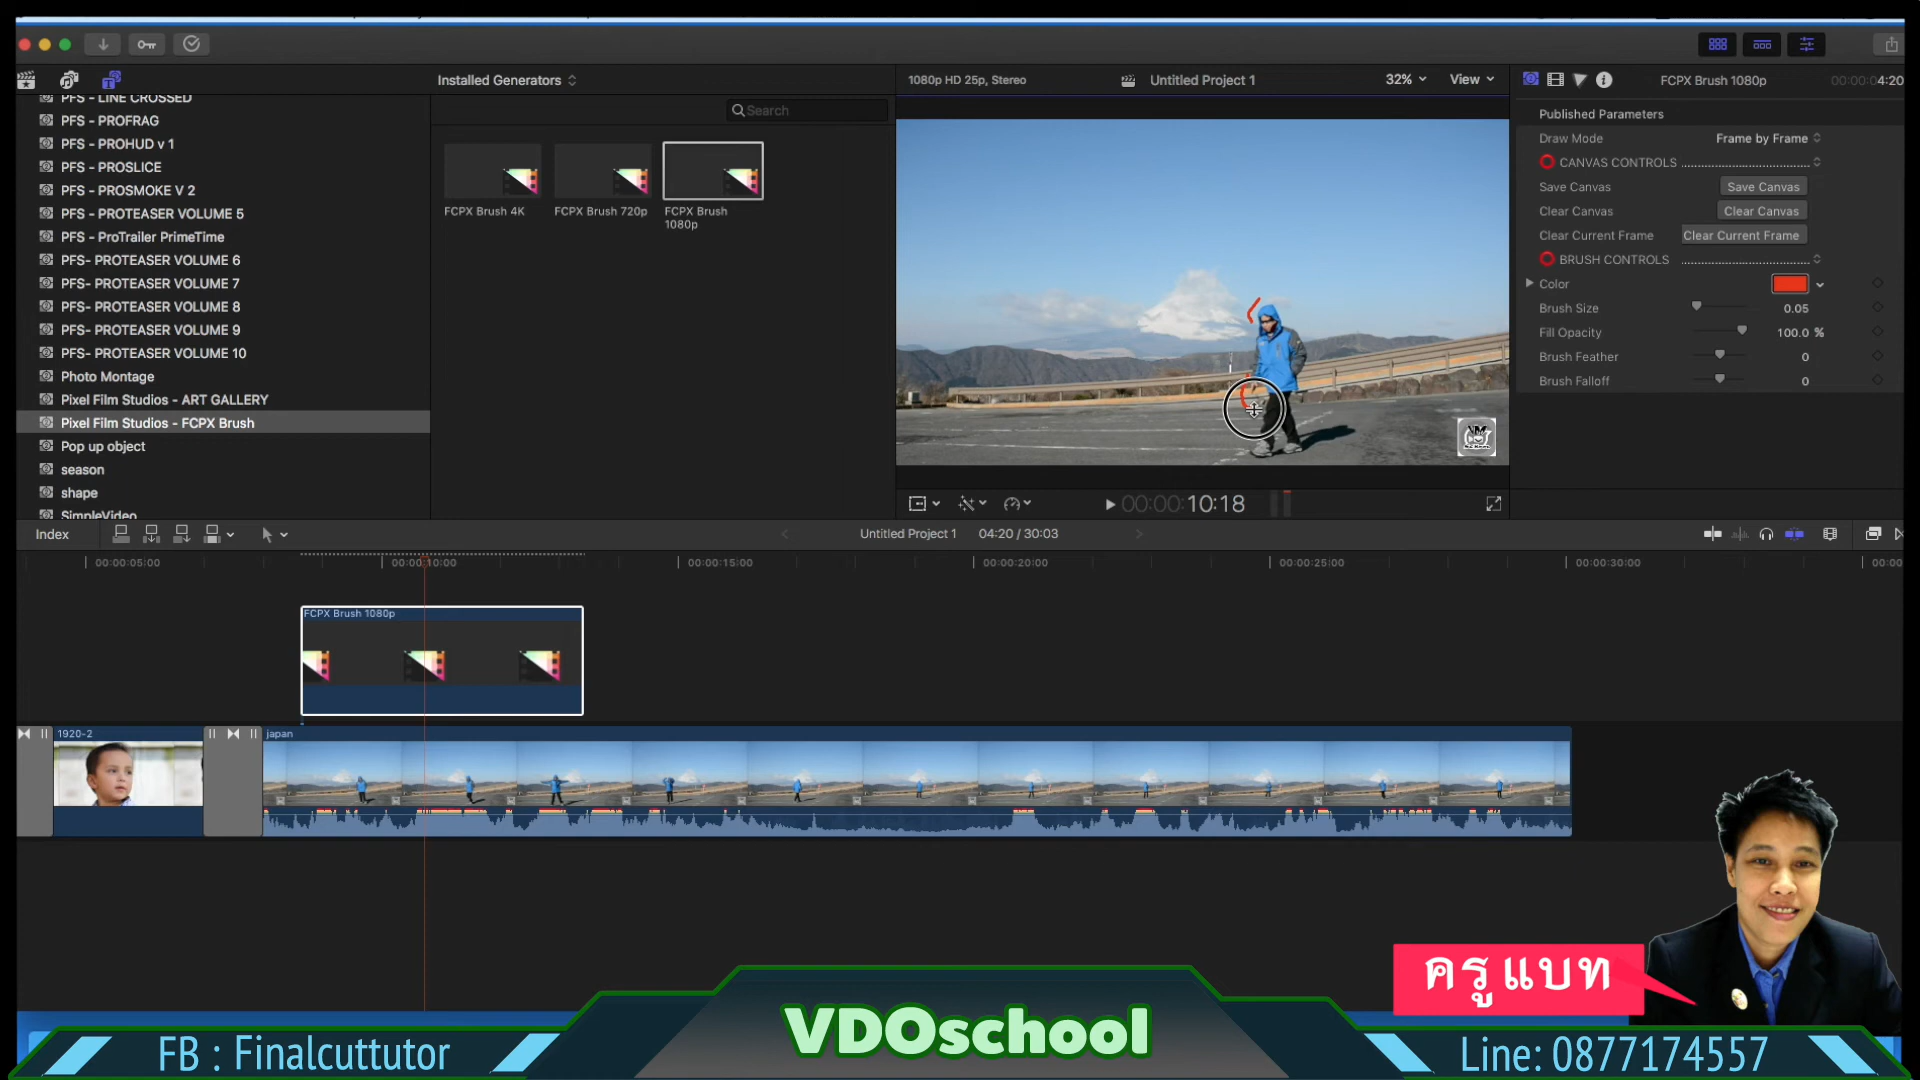 Installed Generators
1080p HD 25p, Stereo
Untitled Project 1
32%
View
FCPX Brush 1080p
4:20
PFS - LINE CROSSED
PFS - PROFRAG
PFS - PROHUD v 1
PFS - PROSLICE
PFS - PROSMOKE V 2
PFS - PROTEASER VOLUME 5
PFS - ProTrailer PrimeTime
PFS- PROTEASER VOLUME 6
PFS- PROTEASER VOLUME 7
PFS- PROTEASER VOLUME 8
PFS- PROTEASER VOLUME 9
PFS- PROTEASER VOLUME 10
Photo Montage
Pixel Film Studios - ART GALLERY
Pixel Film Studios - FCPX Brush
Pop up object
season
shape
SimpleVideo
Search
FCPX Brush 4K
FCPX Brush 720p
FCPX Brush
1080p
Published Parameters
Draw Mode
Frame by Frame
CANVAS CONTROLS
Save Canvas
Save Canvas
Clear Canvas
Clear Canvas
Clear Current Frame
Clear Current Frame
BRUSH CONTROLS
Color
Brush Size
0.05
Fill Opacity
100.0 %
Brush Feather
0
Brush Falloff
0
00:00:10:18
Index
Untitled Project 1
04:20 / 30:03
00:00:05:00
00:00:10:00
00:00:15:00
00:00:20:00
00:00:25:00
00:00:30:00
00:00
FCPX Brush 1080p
1920-2
japan
ครูแบท
VDOschool
FB : Finalcuttutor
Line: 0877174557